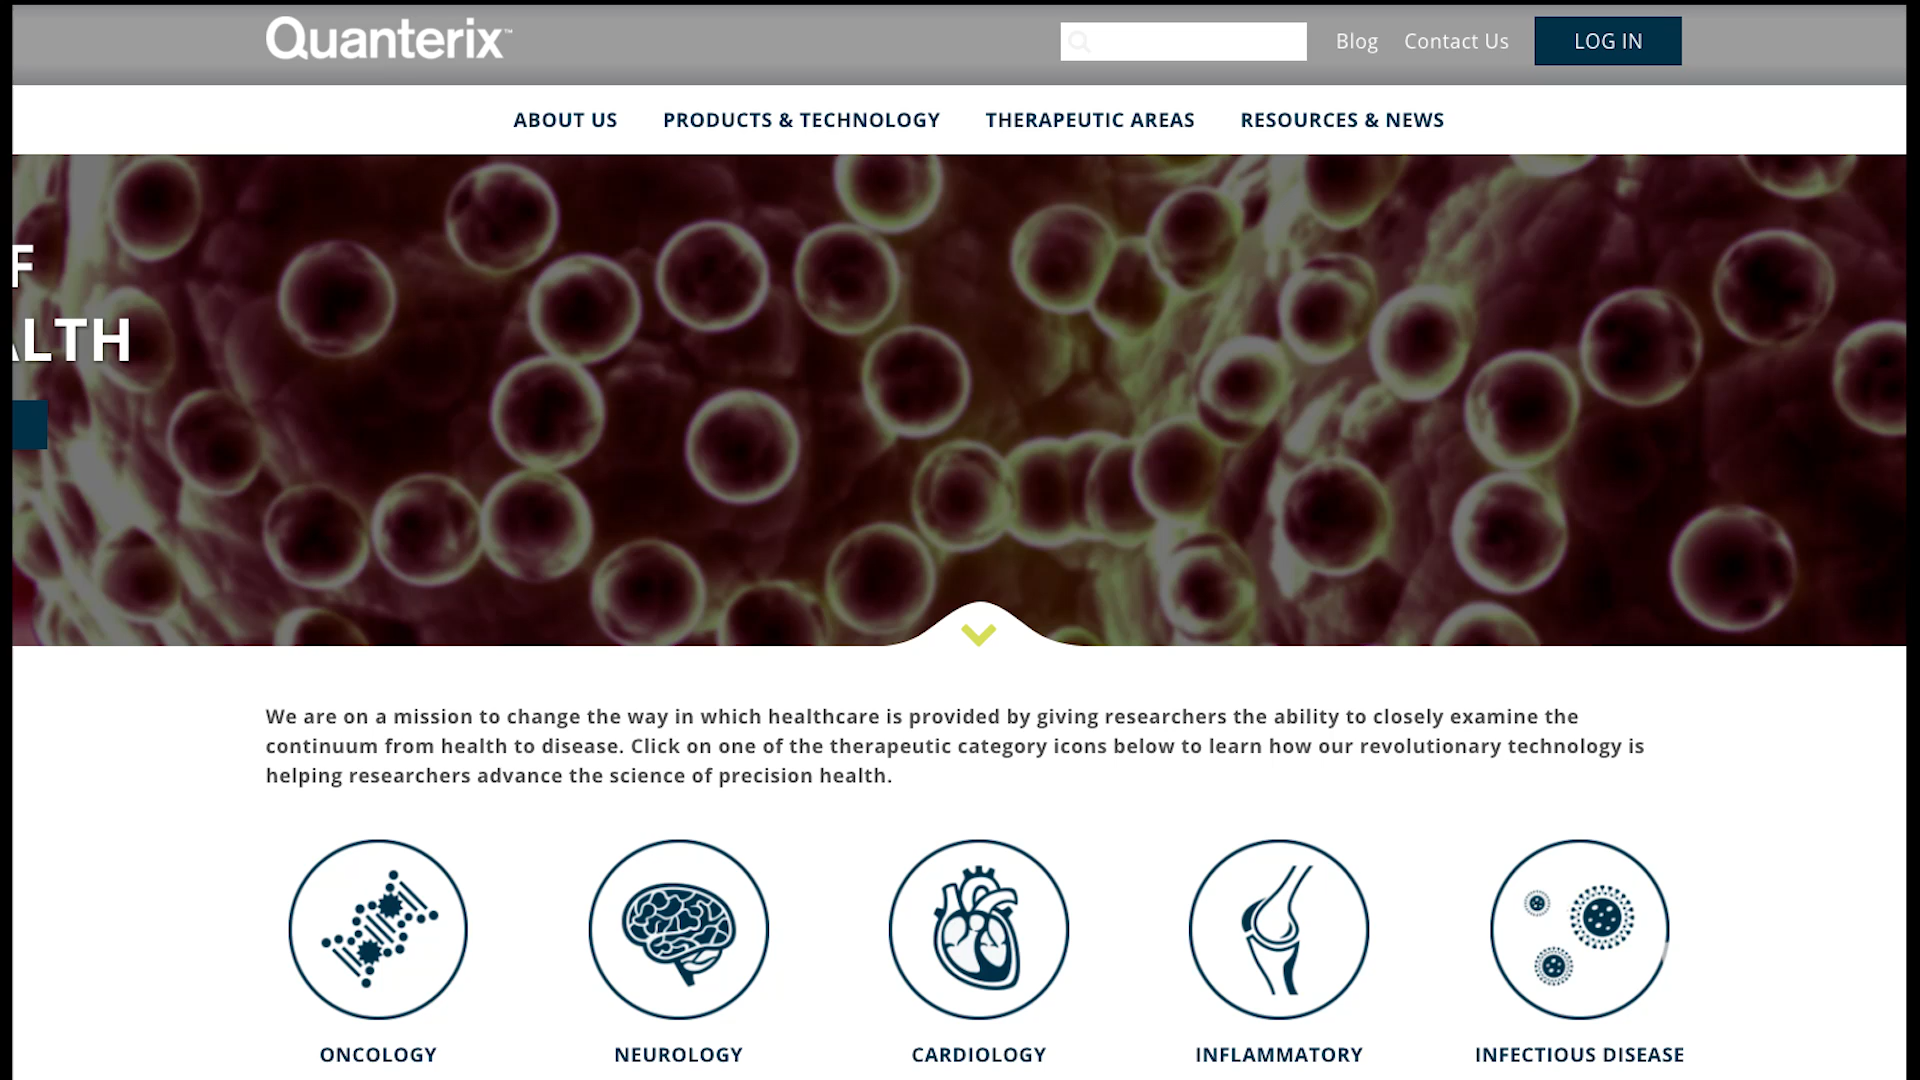 Quanterix™
Blog
Contact Us
LOG IN
ABOUT US
PRODUCTS & TECHNOLOGY
THERAPEUTIC AREAS
RESOURCES & NEWS
F
ALTH
We are on a mission to change the way in which healthcare is provided by giving researchers the ability to closely examine the
continuum from health to disease. Click on one of the therapeutic category icons below to learn how our revolutionary technology is
helping researchers advance the science of precision health.
ONCOLOGY
NEUROLOGY
CARDIOLOGY
INFLAMMATORY
INFECTIOUS DISEASE